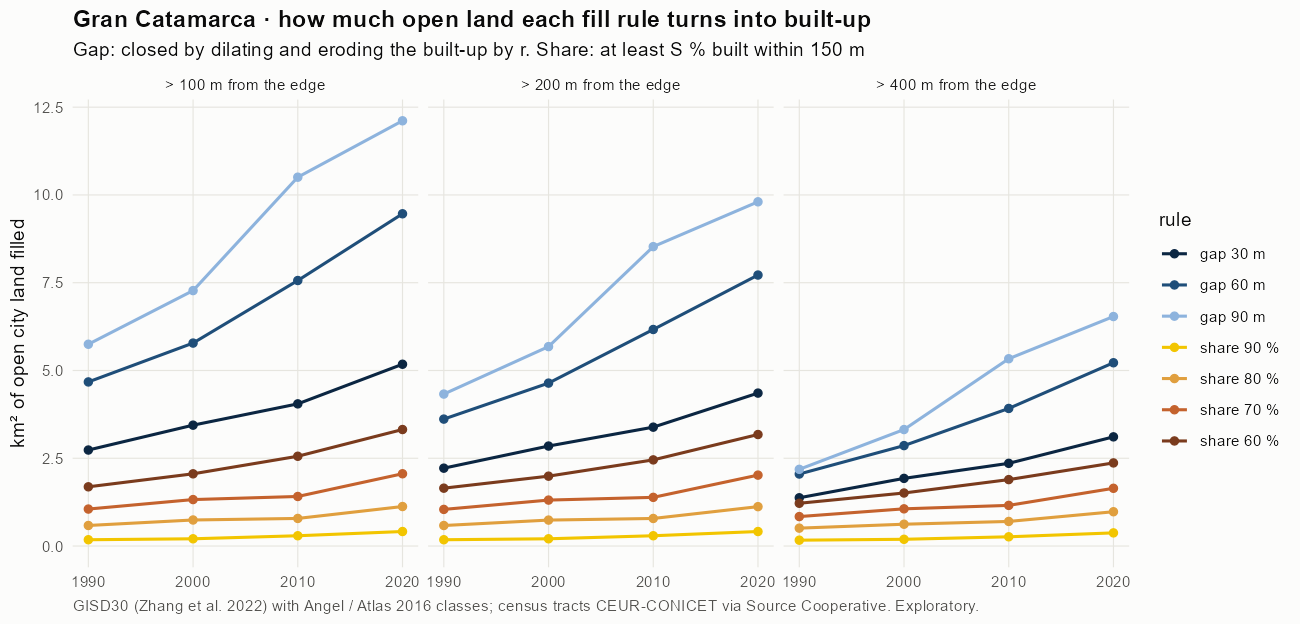 Gran Catamarca · how much open land each fill rule turns into built-up
Gap: closed by dilating and eroding the built-up by r. Share: at least S % built within 150 m
> 100 m from the edge
> 200 m from the edge
> 400 m from the edge
km² of open city land filled
12.5
10.0
7.5
5.0
2.5
0.0
1990 2000 2010 2020
1990 2000 2010 2020
1990 2000 2010 2020
rule
gap 30 m
gap 60 m
gap 90 m
share 90 %
share 80 %
share 70 %
share 60 %
GISD30 (Zhang et al. 2022) with Angel / Atlas 2016 classes; census tracts CEUR-CONICET via Source Cooperative. Exploratory.